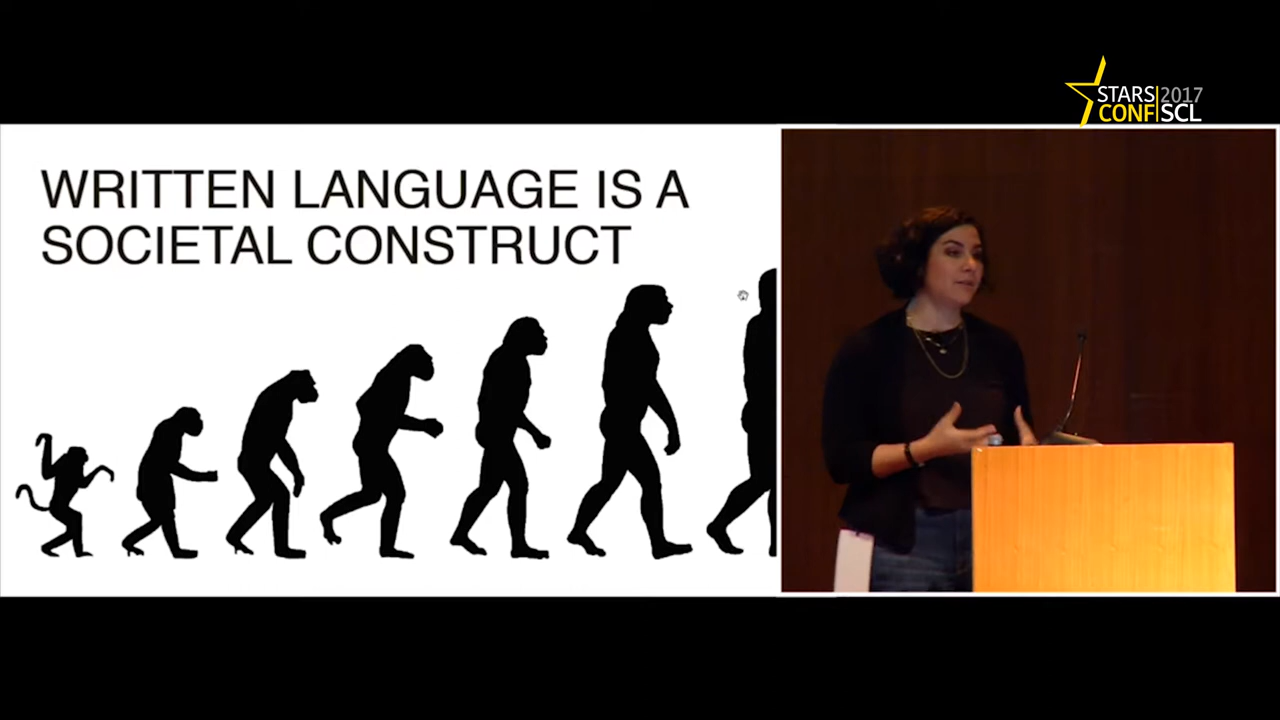 STARS 2017
CONF SCL
WRITTEN LANGUAGE IS A
SOCIETAL CONSTRUCT